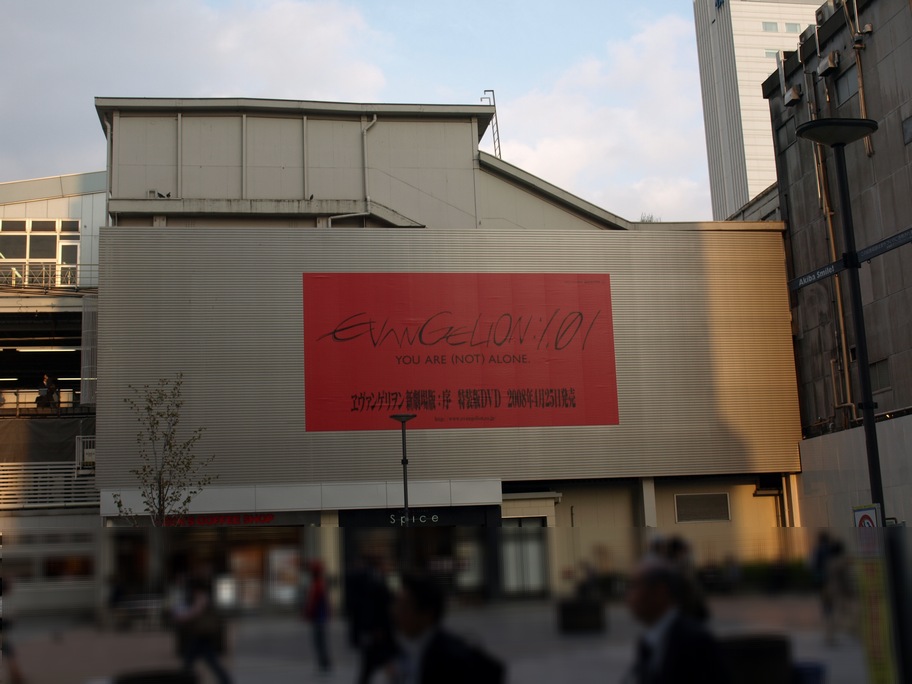 EVANGELION:1.01
YOU ARE (NOT) ALONE.
ヱヴァンゲリヲン新劇場版：序 特装版DVD 2008年4月25日発売
Akiba Smile!
Spice